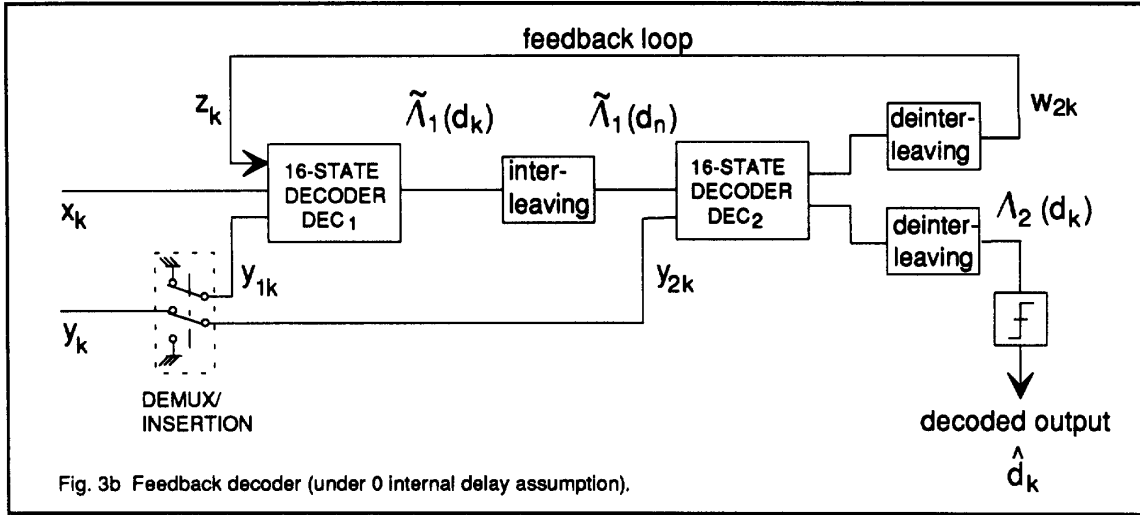 feedback loop
z_k
Λ̃_1(d_k)
Λ̃_1(d_n)
w_2k
deinter-
leaving
16-STATE
DECODER
DEC_1
inter-
leaving
16-STATE
DECODER
DEC_2
x_k
deinter-
leaving
Λ_2(d_k)
y_1k
y_2k
y_k
DEMUX/
INSERTION
decoded output
d̂_k
Fig. 3b Feedback decoder (under 0 internal delay assumption).